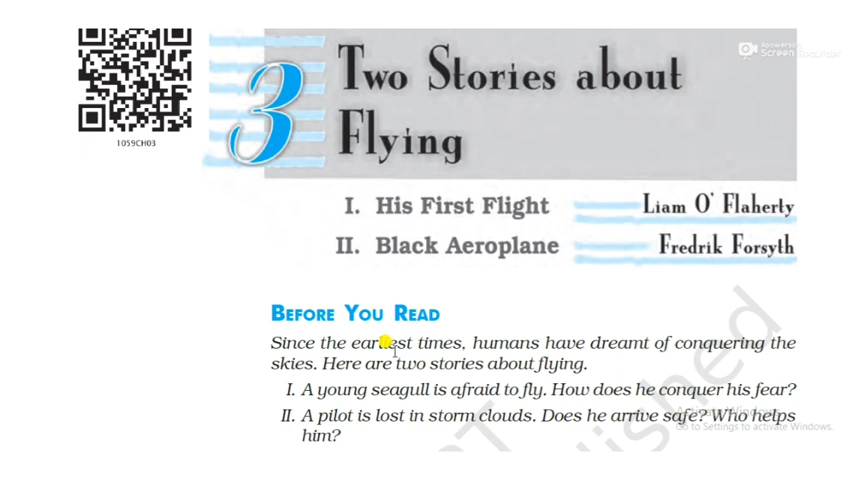 3
Two Stories about
Flying
1059CH03
I. His First Flight Liam O' Flaherty
II. Black Aeroplane Fredrik Forsyth
BEFORE YOU READ
Since the earliest times, humans have dreamt of conquering the
skies. Here are two stories about flying.
I. A young seagull is afraid to fly. How does he conquer his fear?
II. A pilot is lost in storm clouds. Does he arrive safe? Who helps
him?
Activate Windows
Go to Settings to activate Windows.